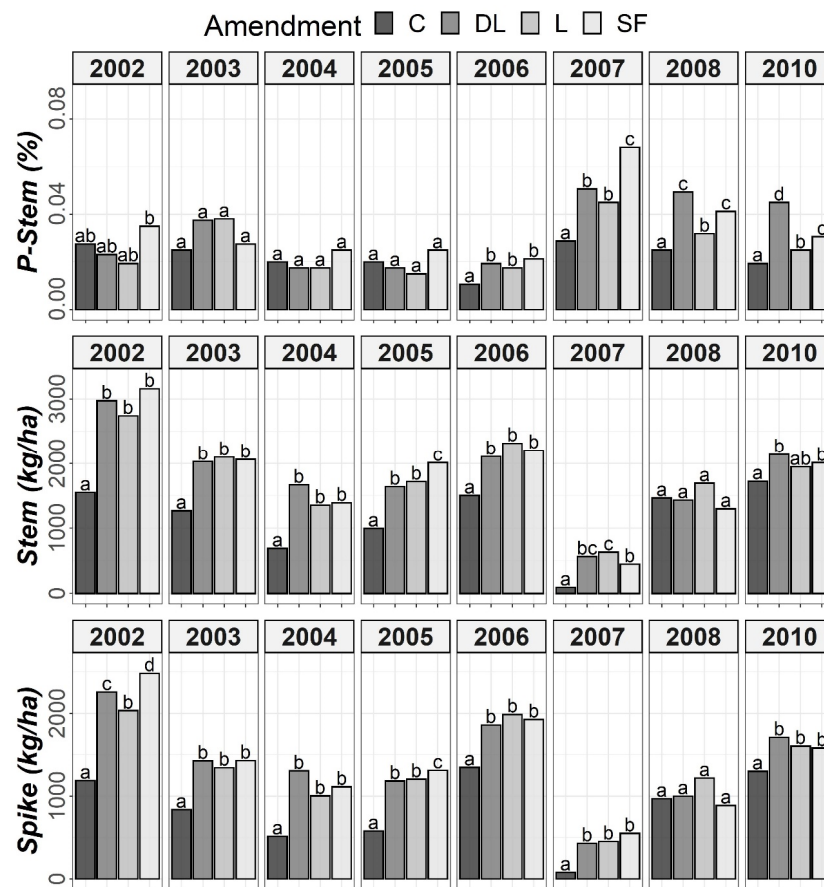 Amendment C DL L SF
2002 2003 2004 2005 2006 2007 2008 2010
P-Stem (%)
0.08
0.04
0.00
ab ab ab b
a a a a
a a a a
a a a a
a b b b
a b b c
a c b c
a d b c
2002 2003 2004 2005 2006 2007 2008 2010
Stem (kg/ha)
3000
2000
1000
0
a b b b
a b b b
a b b b
a b b c
a b b b
a bc c b
a a a a
a b ab b
2002 2003 2004 2005 2006 2007 2008 2010
Spike (kg/ha)
2000
1000
0
a c b d
a b b b
a b b b
a b b c
a b b b
a b b b
a a a a
a b b b